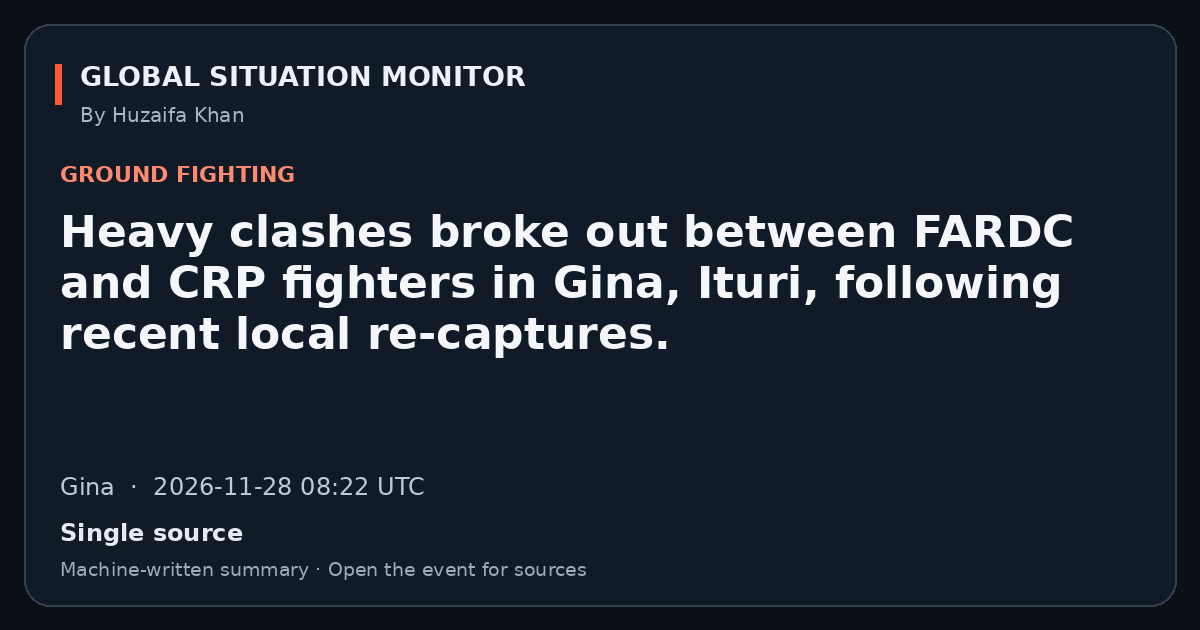 GLOBAL SITUATION MONITOR
By Huzaifa Khan
GROUND FIGHTING
Heavy clashes broke out between FARDC
and CRP fighters in Gina, Ituri, following
recent local re-captures.
Gina · 2026-11-28 08:22 UTC
Single source
Machine-written summary · Open the event for sources